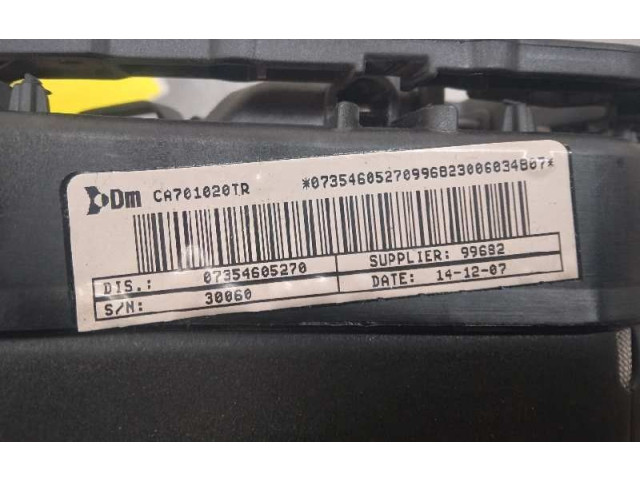 Dm CA701020TR *07354605270996823006034B07*
DIS.: 07354605270 SUPPLIER: 99682
S/N: 30060 DATE: 14-12-07